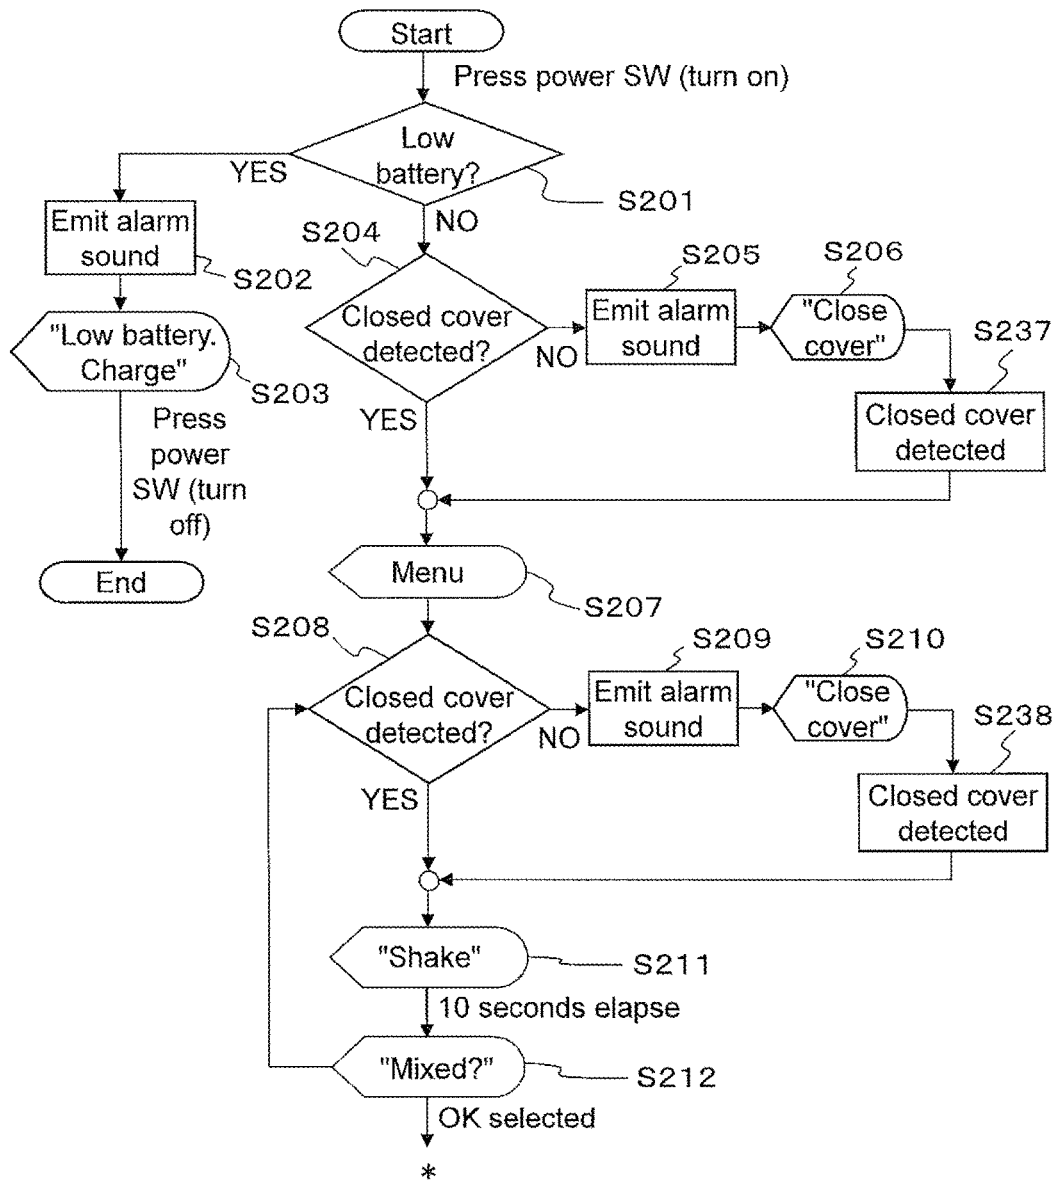 Start
Press power SW (turn on)
Low
battery?
YES
S201
NO
Emit alarm
sound
S202
S204
S205
S206
Closed cover
detected?
NO
Emit alarm
sound
"Close
cover"
S237
"Low battery.
Charge"
S203
YES
Closed cover
detected
Press
power
SW (turn
off)
End
Menu
S207
S208
S209
S210
Closed cover
detected?
NO
Emit alarm
sound
"Close
cover"
S238
YES
Closed cover
detected
"Shake"
S211
10 seconds elapse
"Mixed?"
S212
OK selected
*